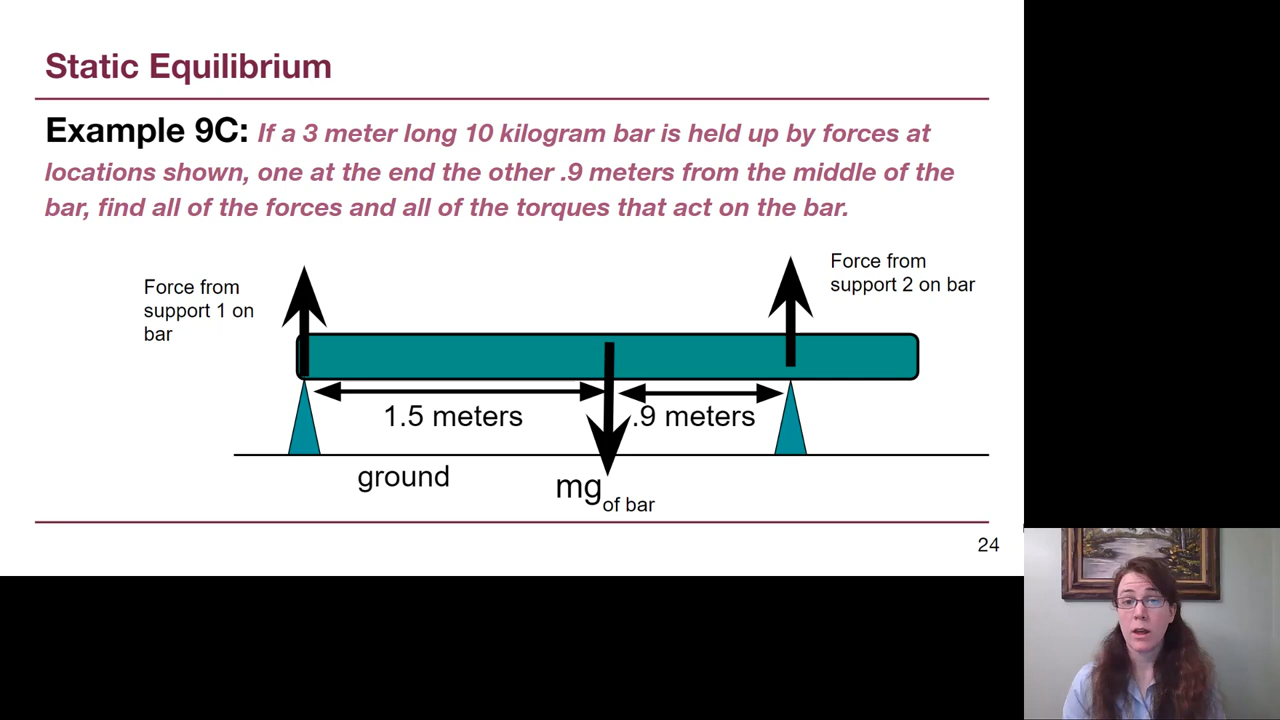 Static Equilibrium
Example 9C: If a 3 meter long 10 kilogram bar is held up by forces at
locations shown, one at the end the other .9 meters from the middle of the
bar, find all of the forces and all of the torques that act on the bar.
Force from
support 1 on
bar
Force from
support 2 on bar
1.5 meters
.9 meters
ground
mg of bar
24